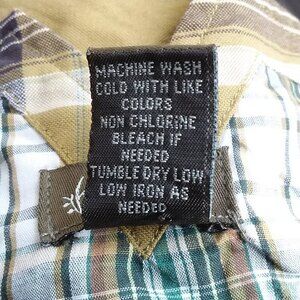 MACHINE WASH
COLD WITH LIKE
COLORS
NON CHLORINE
BLEACH IF
NEEDED
TUMBLE DRY LOW
LOW IRON AS
NEEDED